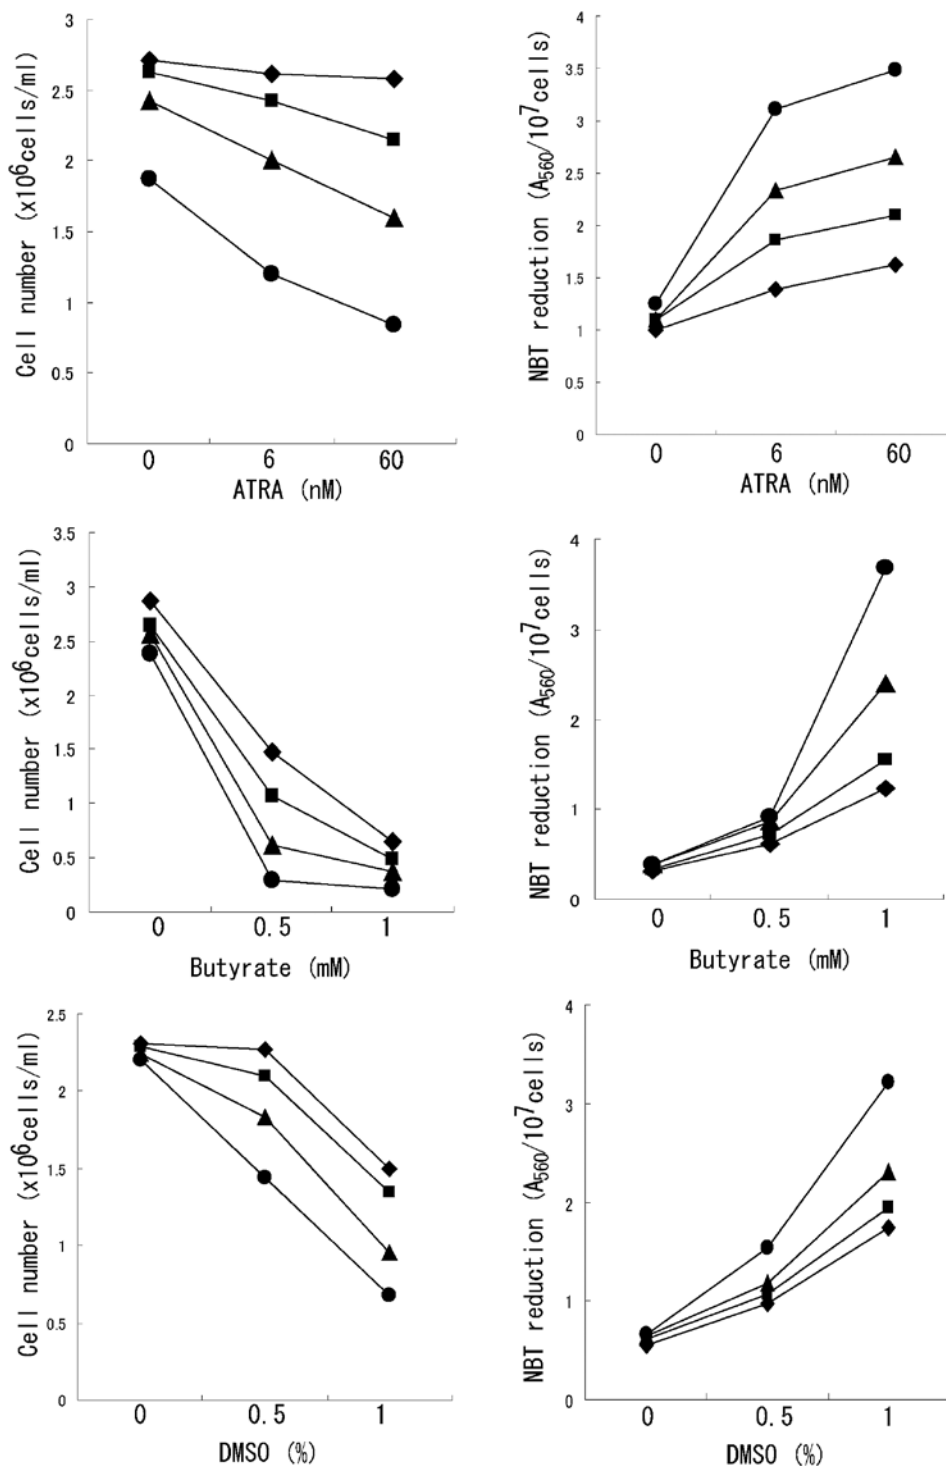 Cell number (x10⁶cells/ml)
3
2.5
2
1.5
1
0.5
0
0 6 60
ATRA (nM)
NBT reduction (A₅₆₀/10⁷cells)
4
3.5
3
2.5
2
1.5
1
0.5
0
0 6 60
ATRA (nM)
Cell number (x10⁶cells/ml)
3.5
3
2.5
2
1.5
1
0.5
0
0 0.5 1
Butyrate (mM)
NBT reduction (A₅₆₀/10⁷cells)
4
3
2
1
0
0 0.5 1
Butyrate (mM)
Cell number (x10⁶cells/ml)
2.5
2
1.5
1
0.5
0
0 0.5 1
DMSO (%)
NBT reduction (A₅₆₀/10⁷cells)
4
3
2
1
0
0 0.5 1
DMSO (%)